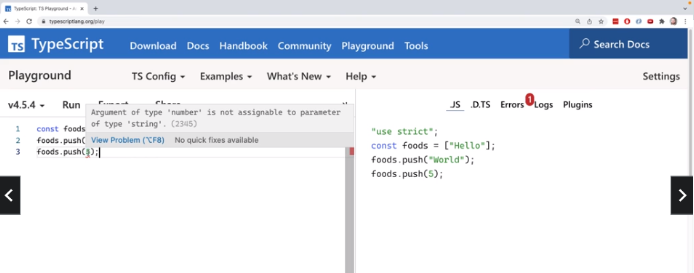 TypeScript: TS Playground - A
typescriptlang.org/play
TS TypeScript Download Docs Handbook Community Playground Tools Search Docs
Playground TS Config Examples What's New Help Settings
v4.5.4 Run Export Share
.JS .D.TS Errors 1 Logs Plugins
Argument of type 'number' is not assignable to parameter
of type 'string'. (2345)
View Problem (⌥F8) No quick fixes available
1 const foods
2 foods.push(
3 foods.push(5);
"use strict";
const foods = ["Hello"];
foods.push("World");
foods.push(5);